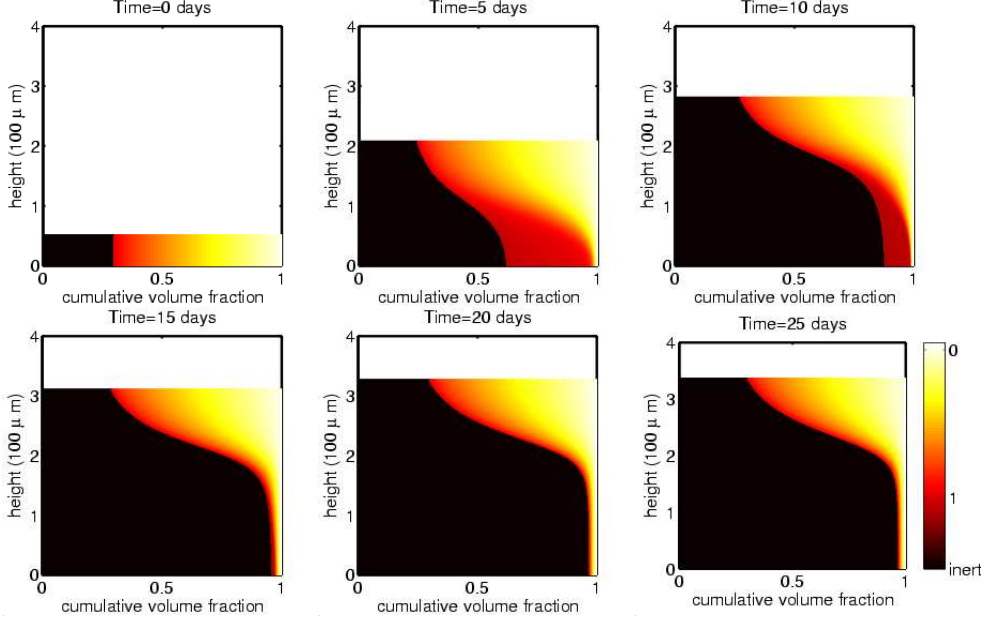 Time=0 days
4
3
2
1
0
height (100 μ m)
0
0.5
1
cumulative volume fraction
Time=5 days
4
3
2
1
0
height (100 μ m)
0
0.5
1
cumulative volume fraction
Time=10 days
4
3
2
1
0
height (100 μ m)
0
0.5
1
cumulative volume fraction
Time=15 days
4
3
2
1
0
height (100 μ m)
0
0.5
1
cumulative volume fraction
Time=20 days
4
3
2
1
0
height (100 μ m)
0
0.5
1
cumulative volume fraction
Time=25 days
4
3
2
1
0
height (100 μ m)
0
0.5
1
cumulative volume fraction
0
1
inert